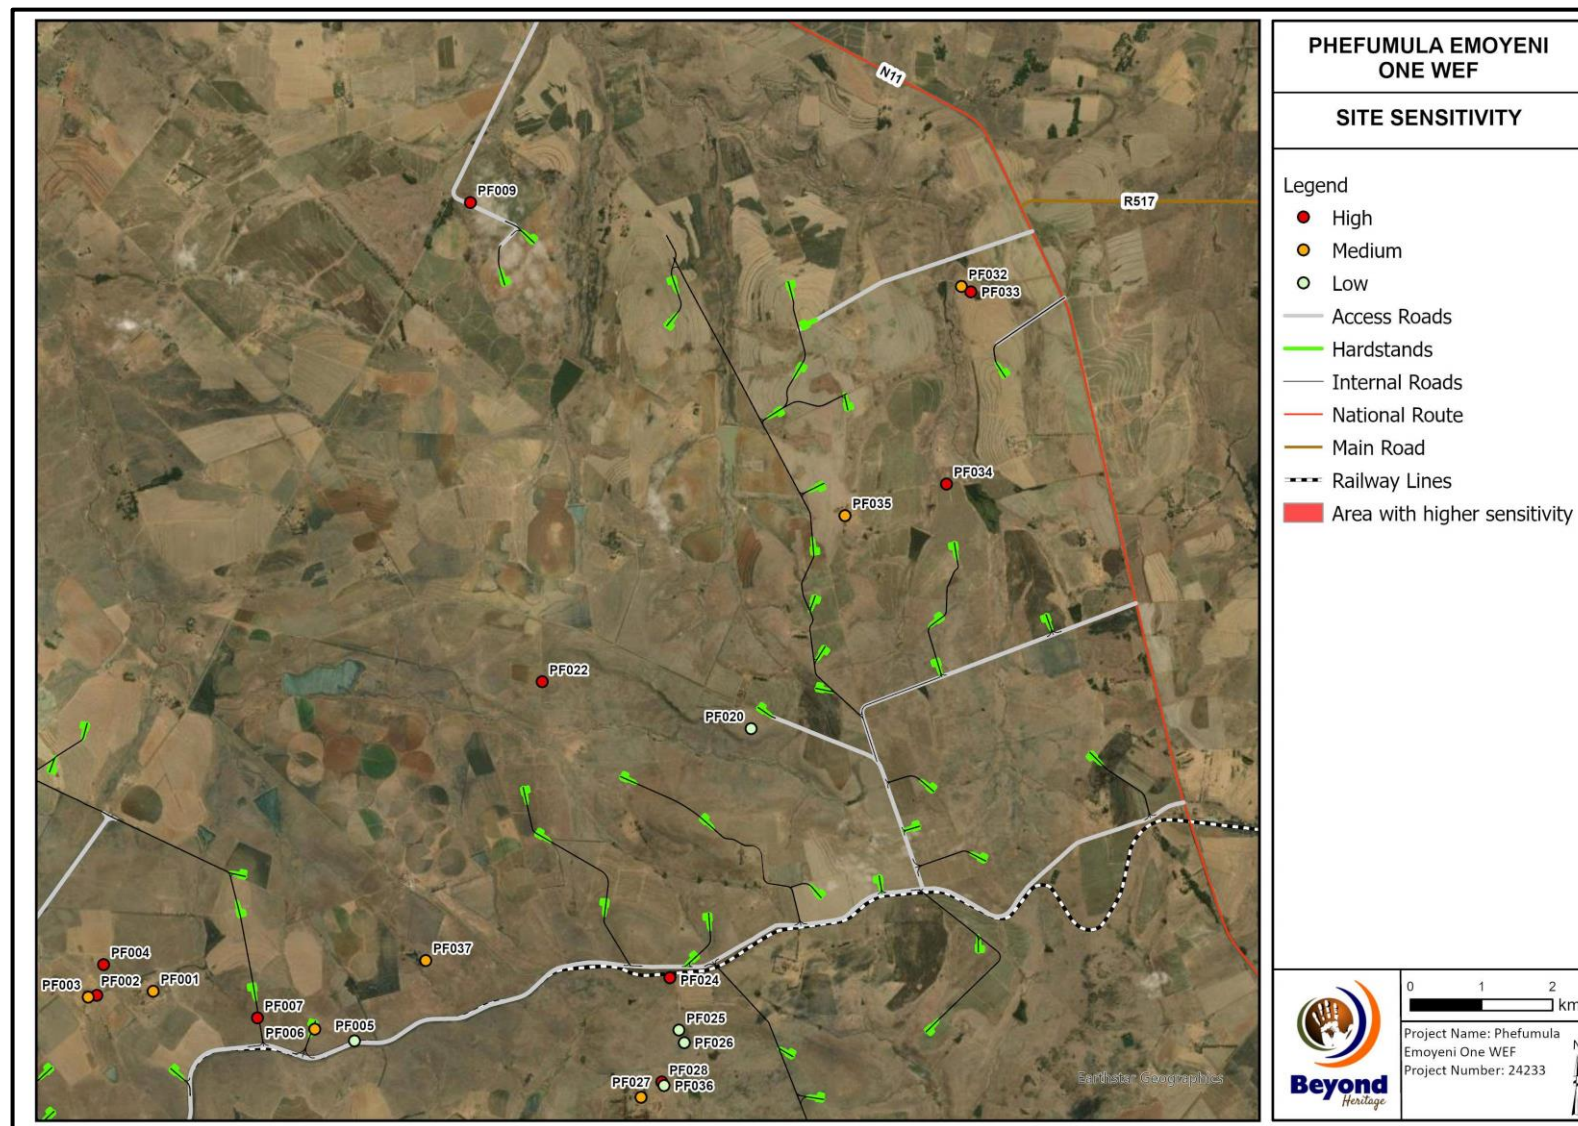 PHEFUMULA EMOYENI
ONE WEF
SITE SENSITIVITY
Legend
High
Medium
Low
Access Roads
Hardstands
Internal Roads
National Route
Main Road
Railway Lines
Area with higher sensitivity
N11
R517
PF009
PF032
PF033
PF034
PF035
PF022
PF020
PF037
PF004
PF003
PF002
PF001
PF007
PF006
PF005
PF024
PF025
PF026
PF028
PF027
PF036
Earthstar Geographics
Beyond
Heritage
0 1 2
km
Project Name: Phefumula
Emoyeni One WEF
Project Number: 24233
N